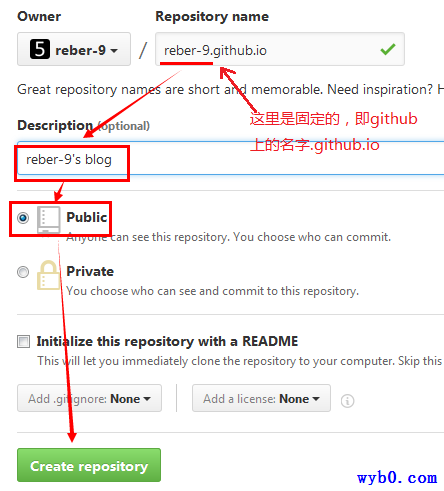 Owner Repository name
5 reber-9 / reber-9.github.io
Great repository names are short and memorable. Need inspiration? H
这里是固定的，即github
上的名字.github.io
Description (optional)
reber-9's blog
Public
Anyone can see this repository. You choose who can commit.
Private
You choose who can see and commit to this repository.
Initialize this repository with a README
This will let you immediately clone the repository to your computer. Skip this
Add .gitignore: None Add a license: None
Create repository
wyb0.com